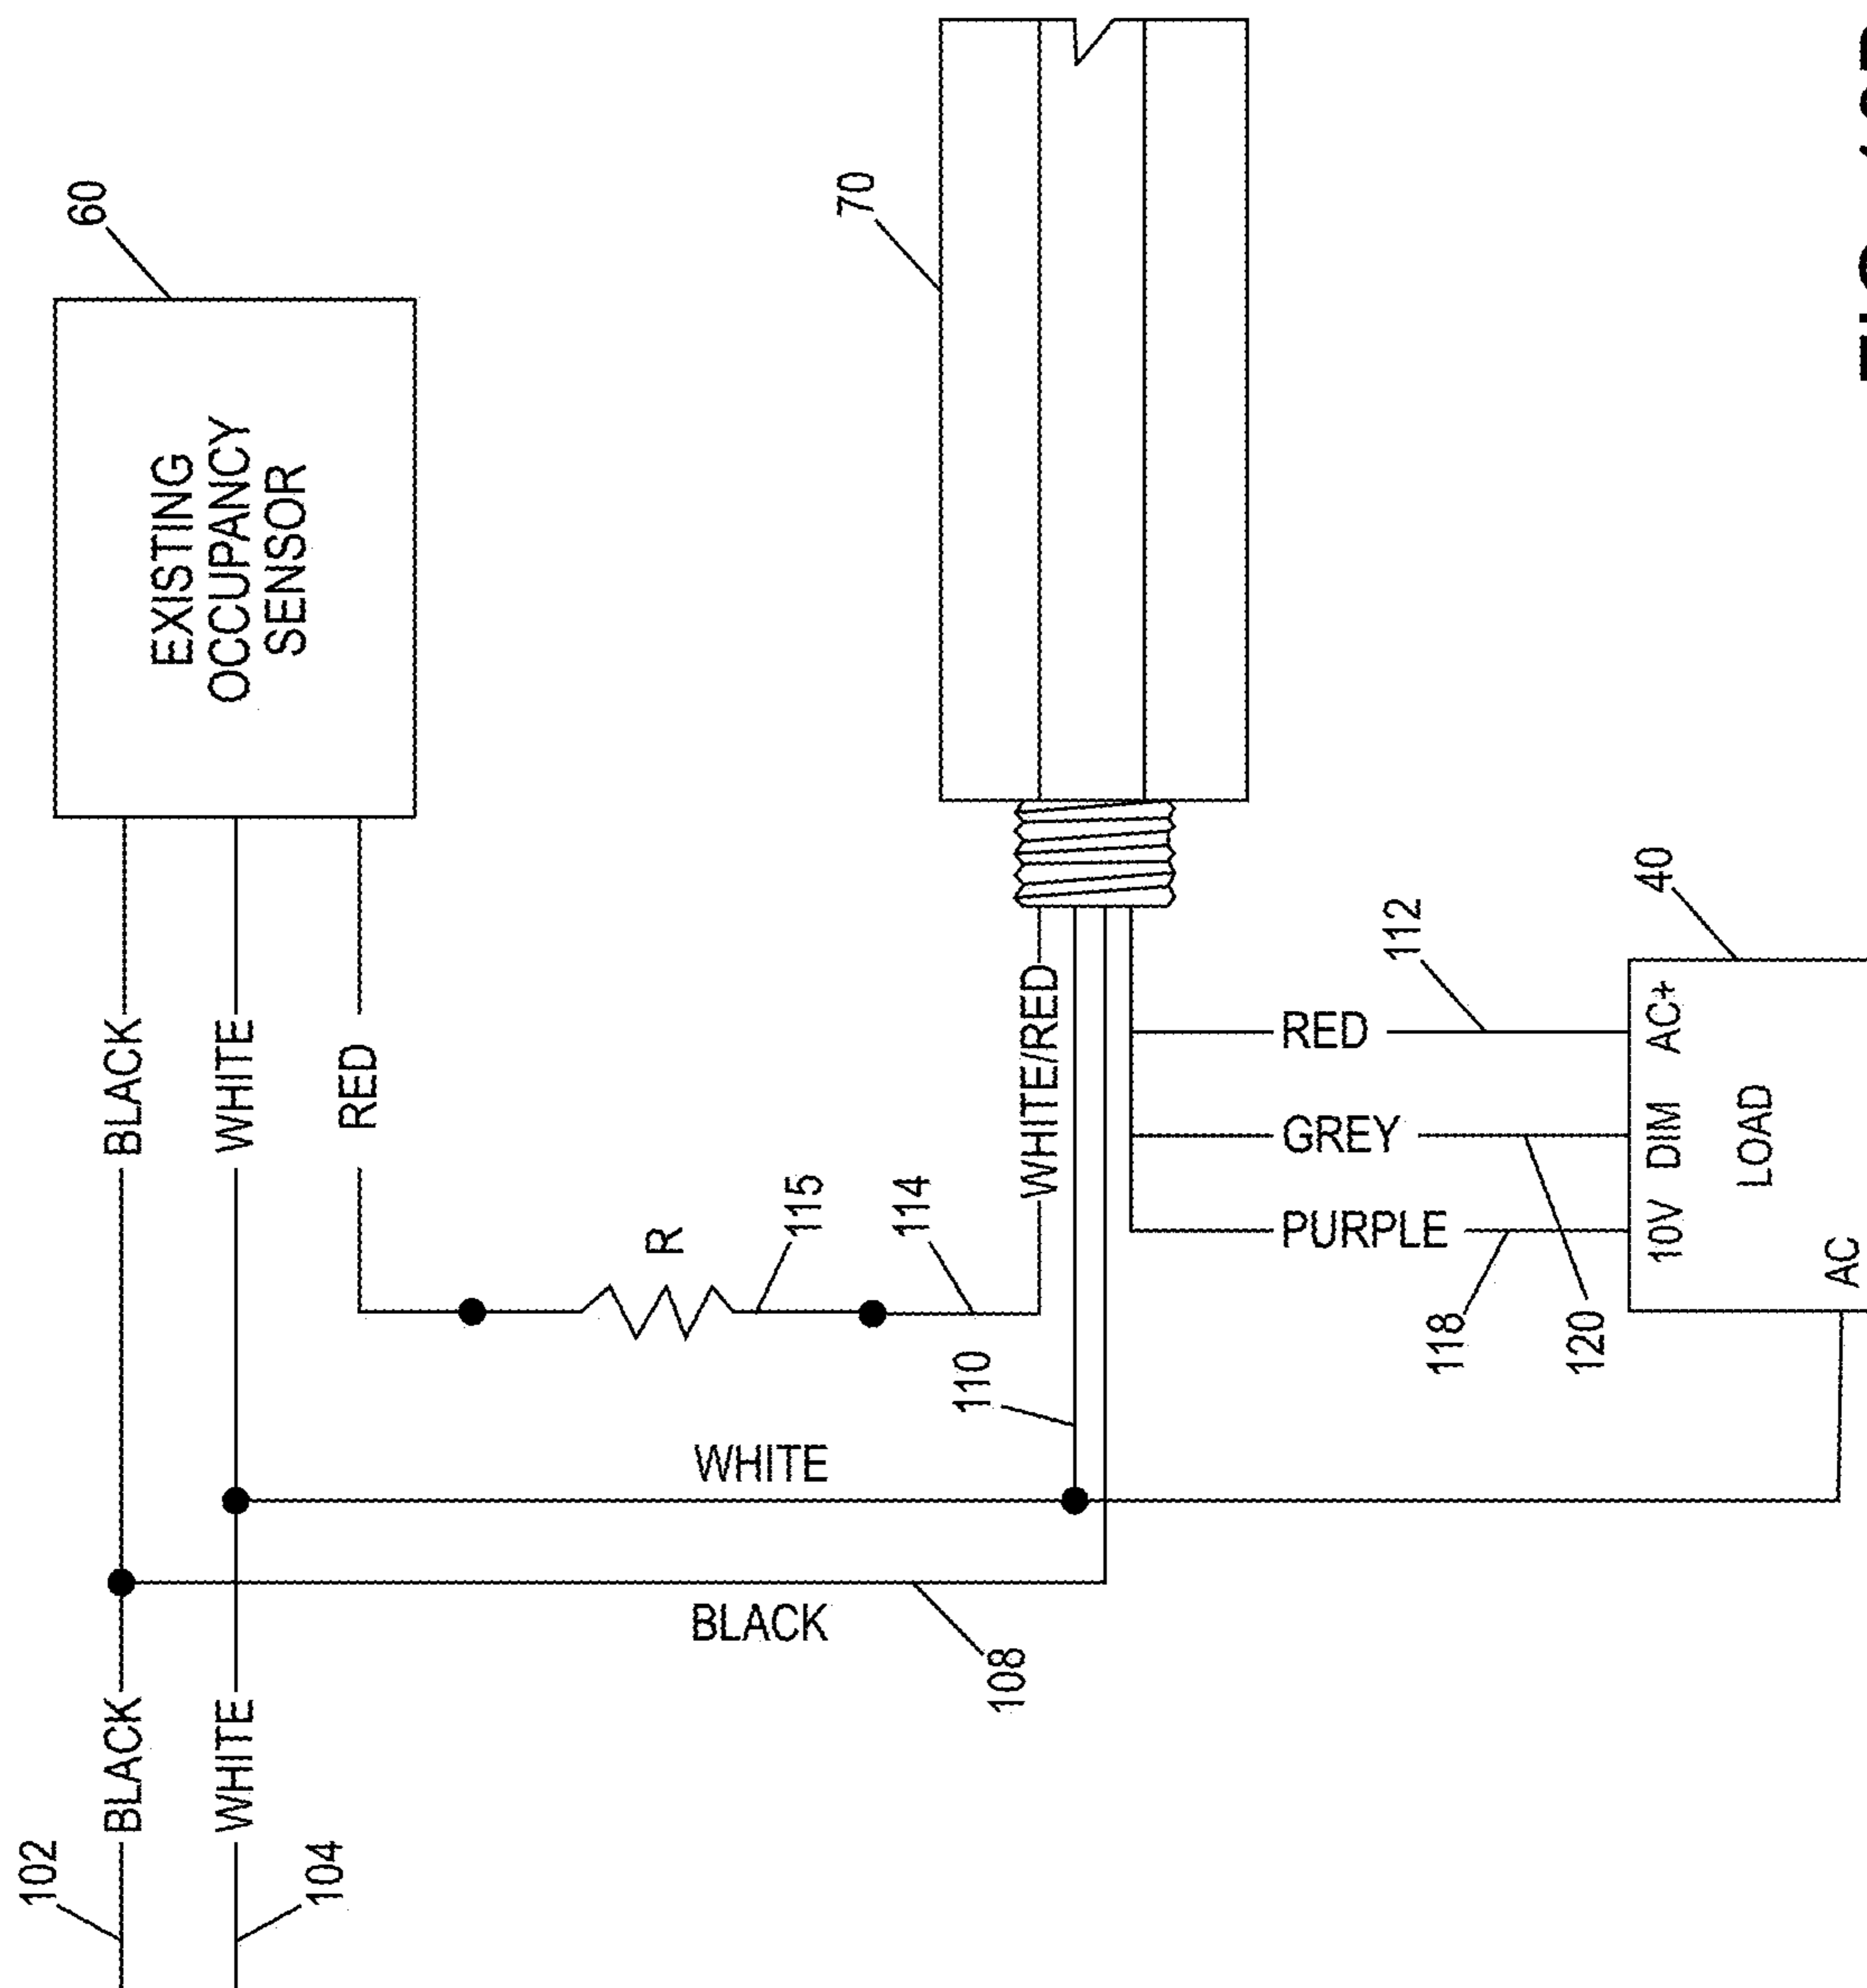 102
60
BLACK
BLACK
EXISTING
OCCUPANCY
SENSOR
WHITE
WHITE
104
RED
R
115
114
70
WHITE
BLACK
110
108
WHITE/RED
RED
GREY
PURPLE
112
118
120
40
10V DIM AC+
LOAD
AC